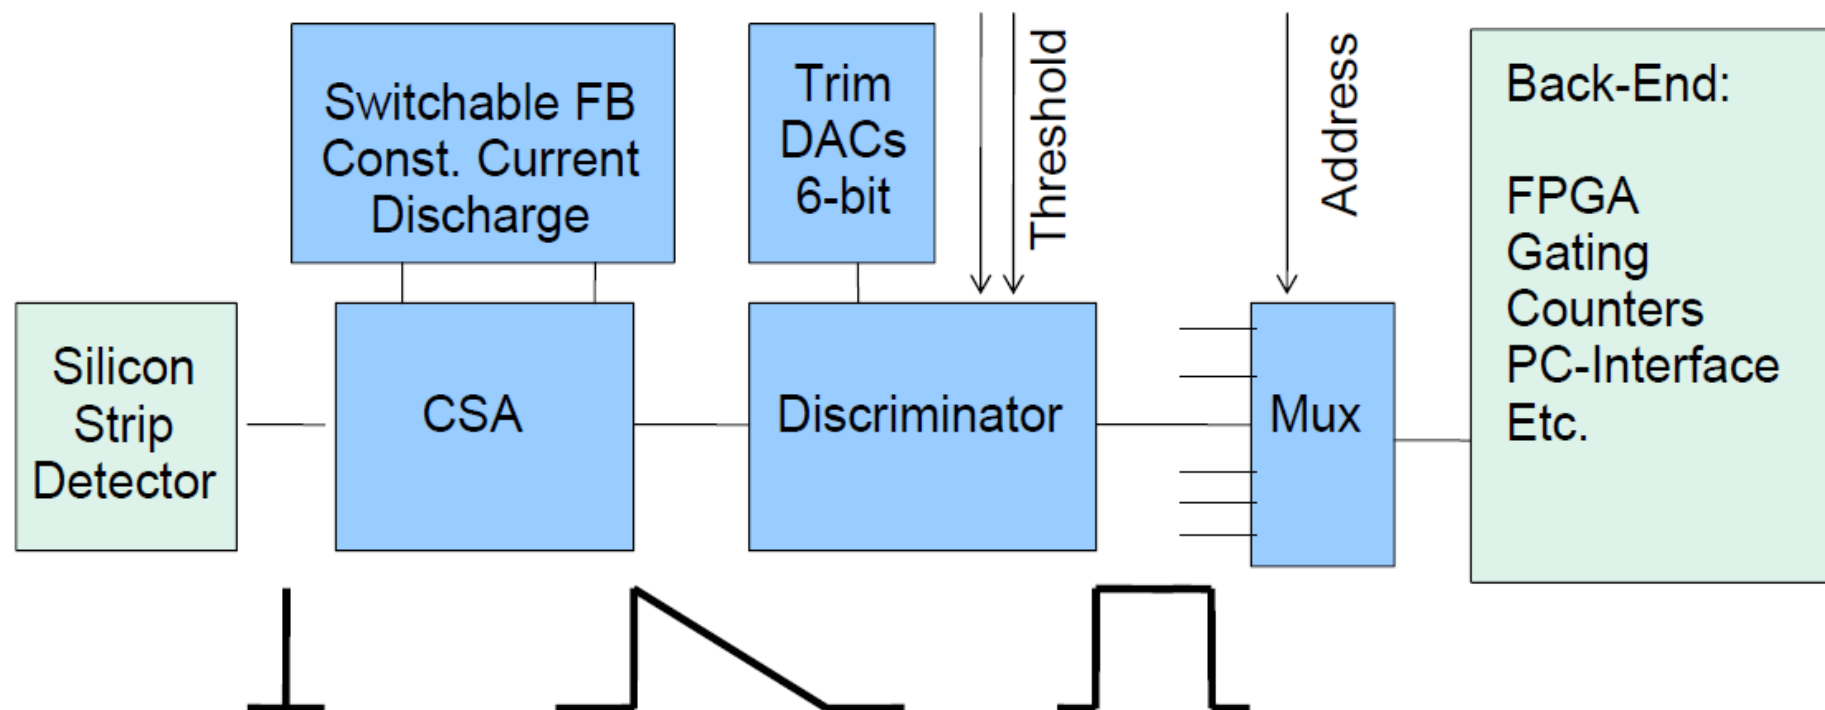 Switchable FB
Const. Current
Discharge
Trim
DACs
6-bit
Threshold
Address
Back-End:
FPGA
Gating
Counters
PC-Interface
Etc.
Silicon
Strip
Detector
CSA
Discriminator
Mux